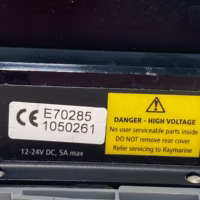 CE E70285
1050261
12-24V DC, 5A max
DANGER - HIGH VOLTAGE
No user serviceable parts inside
DO NOT remove rear cover
Refer servicing to Raymarine